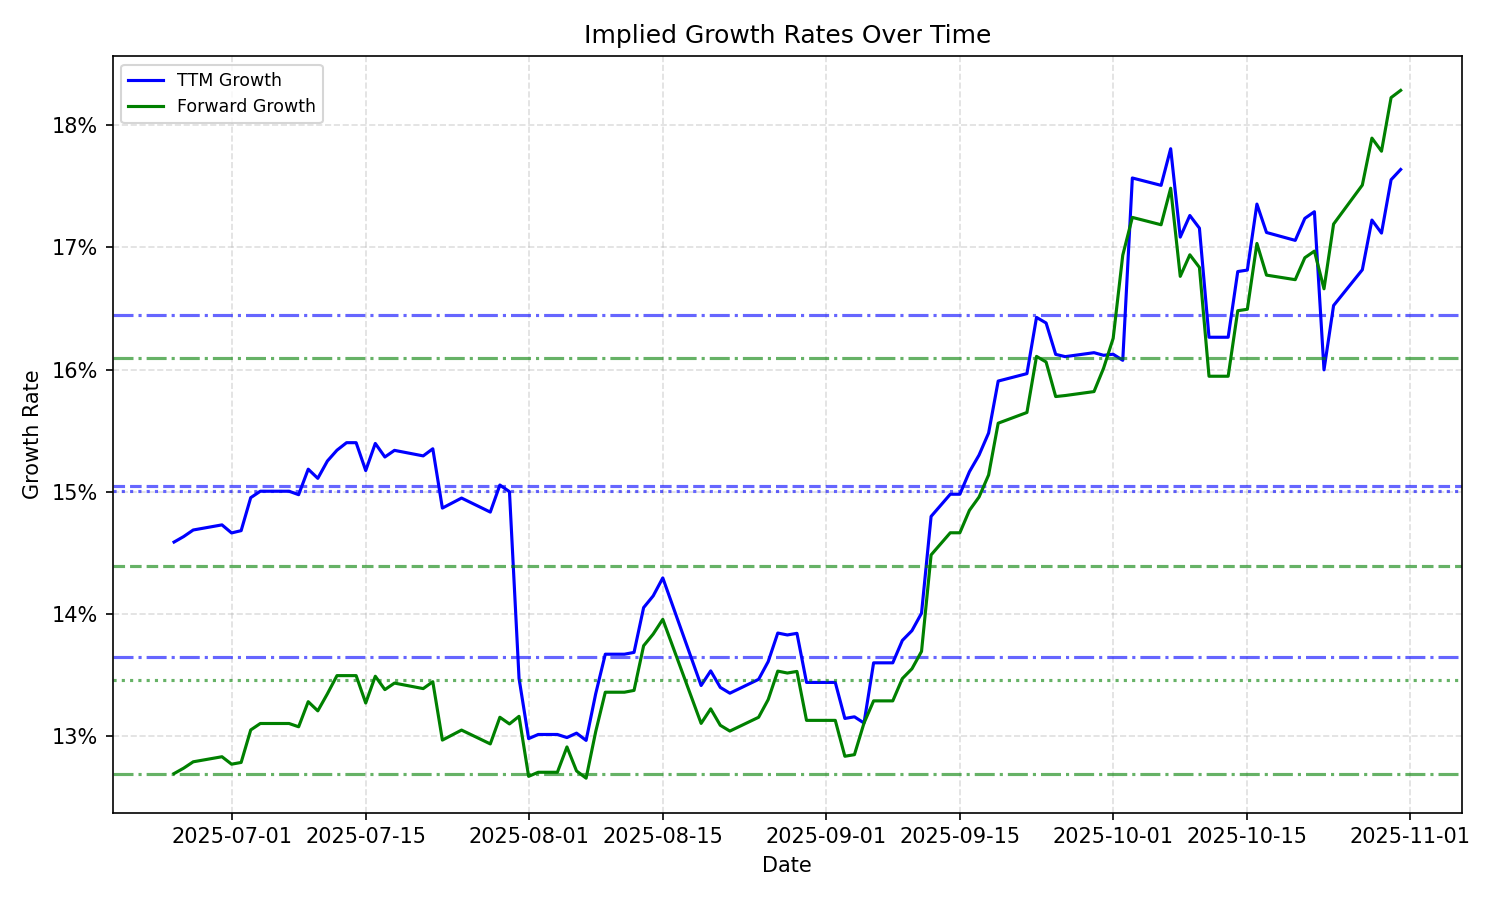 Implied Growth Rates Over Time
TTM Growth
Forward Growth
18%
17%
16%
15%
14%
13%
Growth Rate
2025-07-01 2025-07-15 2025-08-01 2025-08-15 2025-09-01 2025-09-15 2025-10-01 2025-10-15 2025-11-01
Date